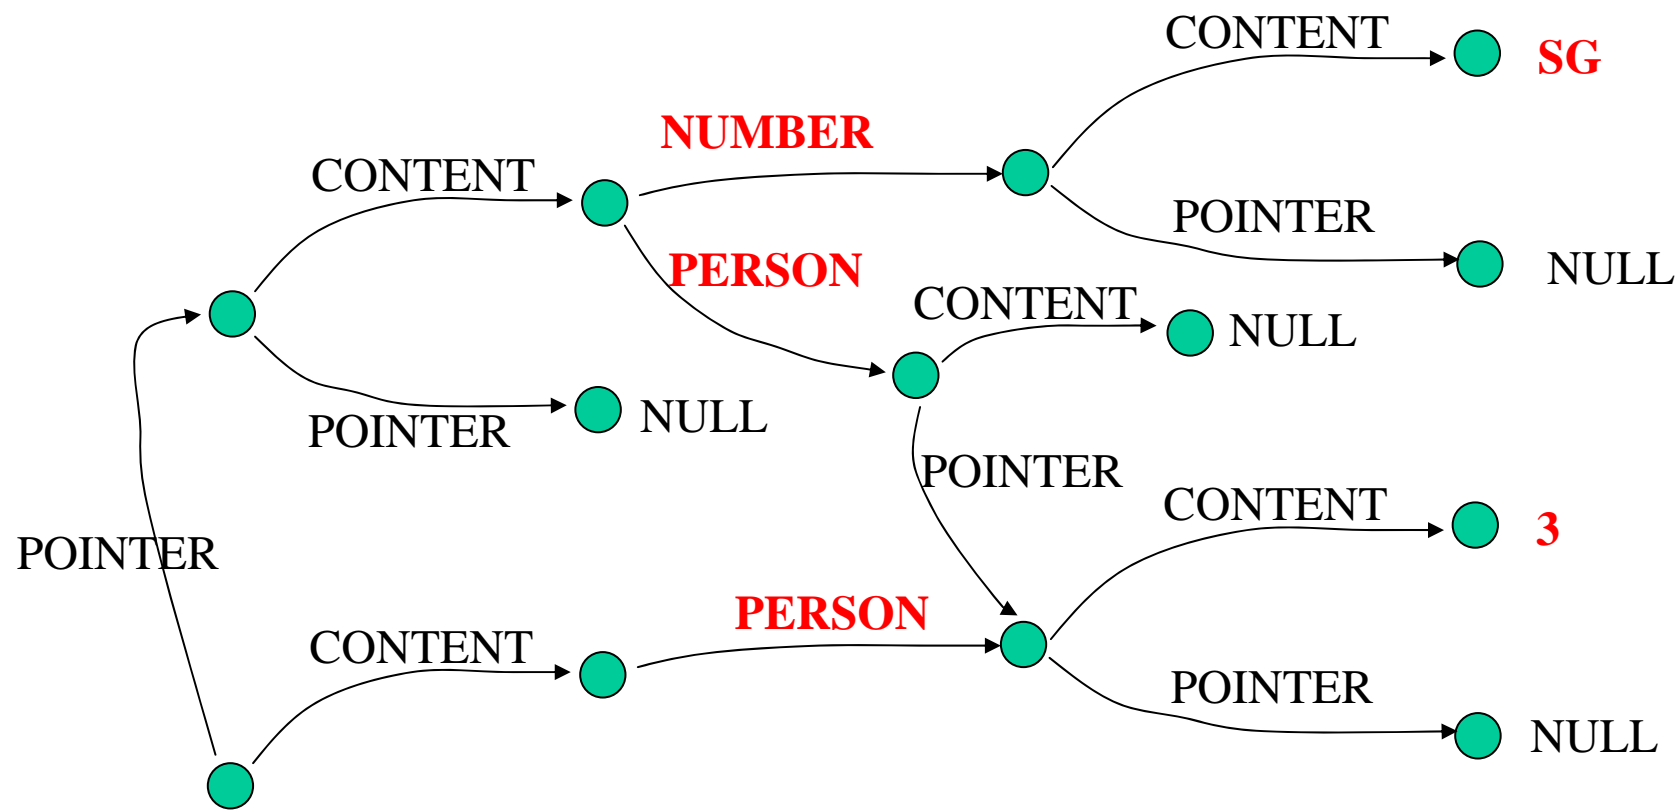 CONTENT
SG
NUMBER
CONTENT
POINTER
PERSON
NULL
CONTENT
NULL
POINTER
NULL
POINTER
CONTENT
3
POINTER
PERSON
CONTENT
POINTER
NULL